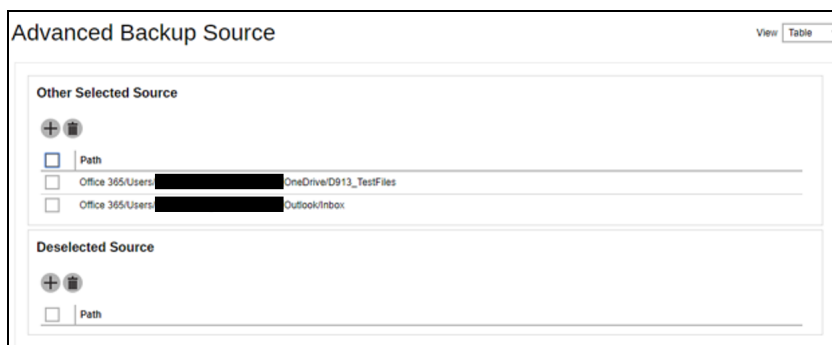 Advanced Backup Source
View Table
Other Selected Source
Path
Office 365/Users/ OneDrive/D913_TestFiles
Office 365/Users/ Outlook/Inbox
Deselected Source
Path